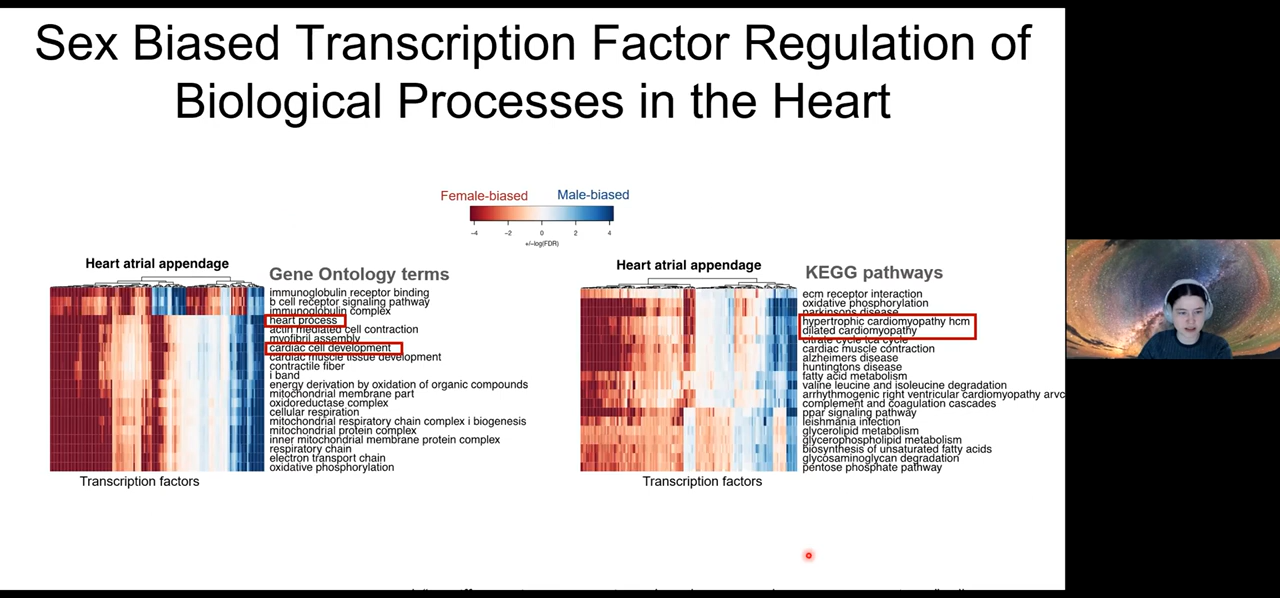 Sex Biased Transcription Factor Regulation of
Biological Processes in the Heart
Female-biased Male-biased
−4 −2 0 2 4
+/−log(FDR)
Heart atrial appendage
Gene Ontology terms
immunoglobulin receptor binding
b cell receptor signaling pathway
immunoglobulin complex
heart process
actin mediated cell contraction
myofibril assembly
cardiac cell development
cardiac muscle tissue development
contractile fiber
i band
energy derivation by oxidation of organic compounds
mitochondrial membrane part
oxidoreductase complex
cellular respiration
mitochondrial respiratory chain complex i biogenesis
mitochondrial protein complex
inner mitochondrial membrane protein complex
respiratory chain
electron transport chain
oxidative phosphorylation
Transcription factors
Heart atrial appendage
KEGG pathways
ecm receptor interaction
oxidative phosphorylation
parkinsons disease
hypertrophic cardiomyopathy hcm
dilated cardiomyopathy
citrate cycle tca cycle
cardiac muscle contraction
alzheimers disease
huntingtons disease
fatty acid metabolism
valine leucine and isoleucine degradation
arrhythmogenic right ventricular cardiomyopathy arvc
complement and coagulation cascades
ppar signaling pathway
leishmania infection
glycerolipid metabolism
glycerophospholipid metabolism
biosynthesis of unsaturated fatty acids
glycosaminoglycan degradation
pentose phosphate pathway
Transcription factors